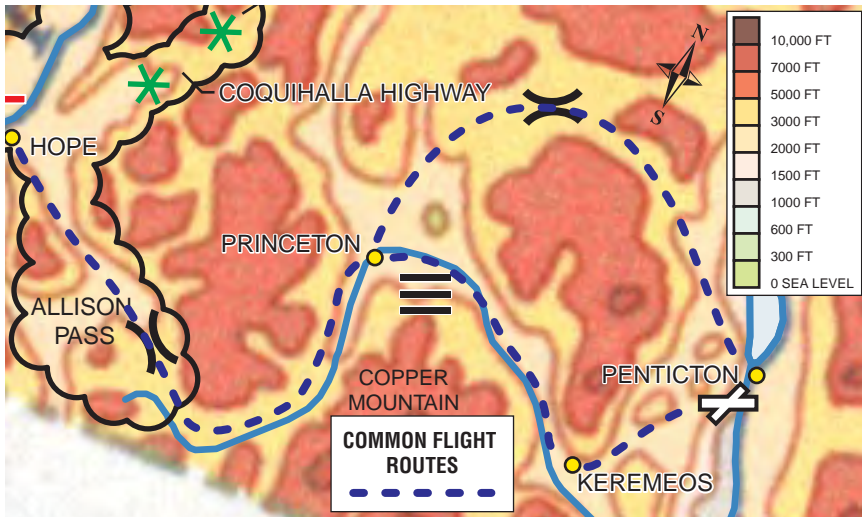 COQUIHALLA HIGHWAY
HOPE
PRINCETON
ALLISON
PASS
COPPER
MOUNTAIN
PENTICTON
KEREMEOS
COMMON FLIGHT
ROUTES
N
S
10,000 FT
7000 FT
5000 FT
3000 FT
2000 FT
1500 FT
1000 FT
600 FT
300 FT
0 SEA LEVEL